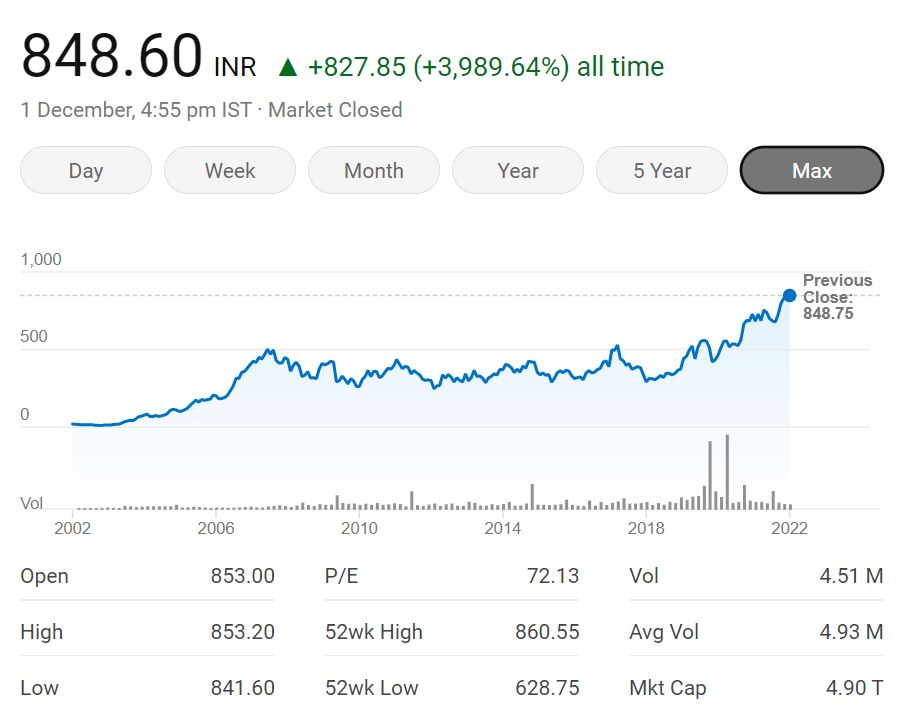 848.60 INR ▲ +827.85 (+3,989.64%) all time
1 December, 4:55 pm IST · Market Closed
Day Week Month Year 5 Year Max
1,000
Previous
Close:
848.75
500
0
Vol
2002 2006 2010 2014 2018 2022
Open 853.00 P/E 72.13 Vol 4.51 M
High 853.20 52wk High 860.55 Avg Vol 4.93 M
Low 841.60 52wk Low 628.75 Mkt Cap 4.90 T